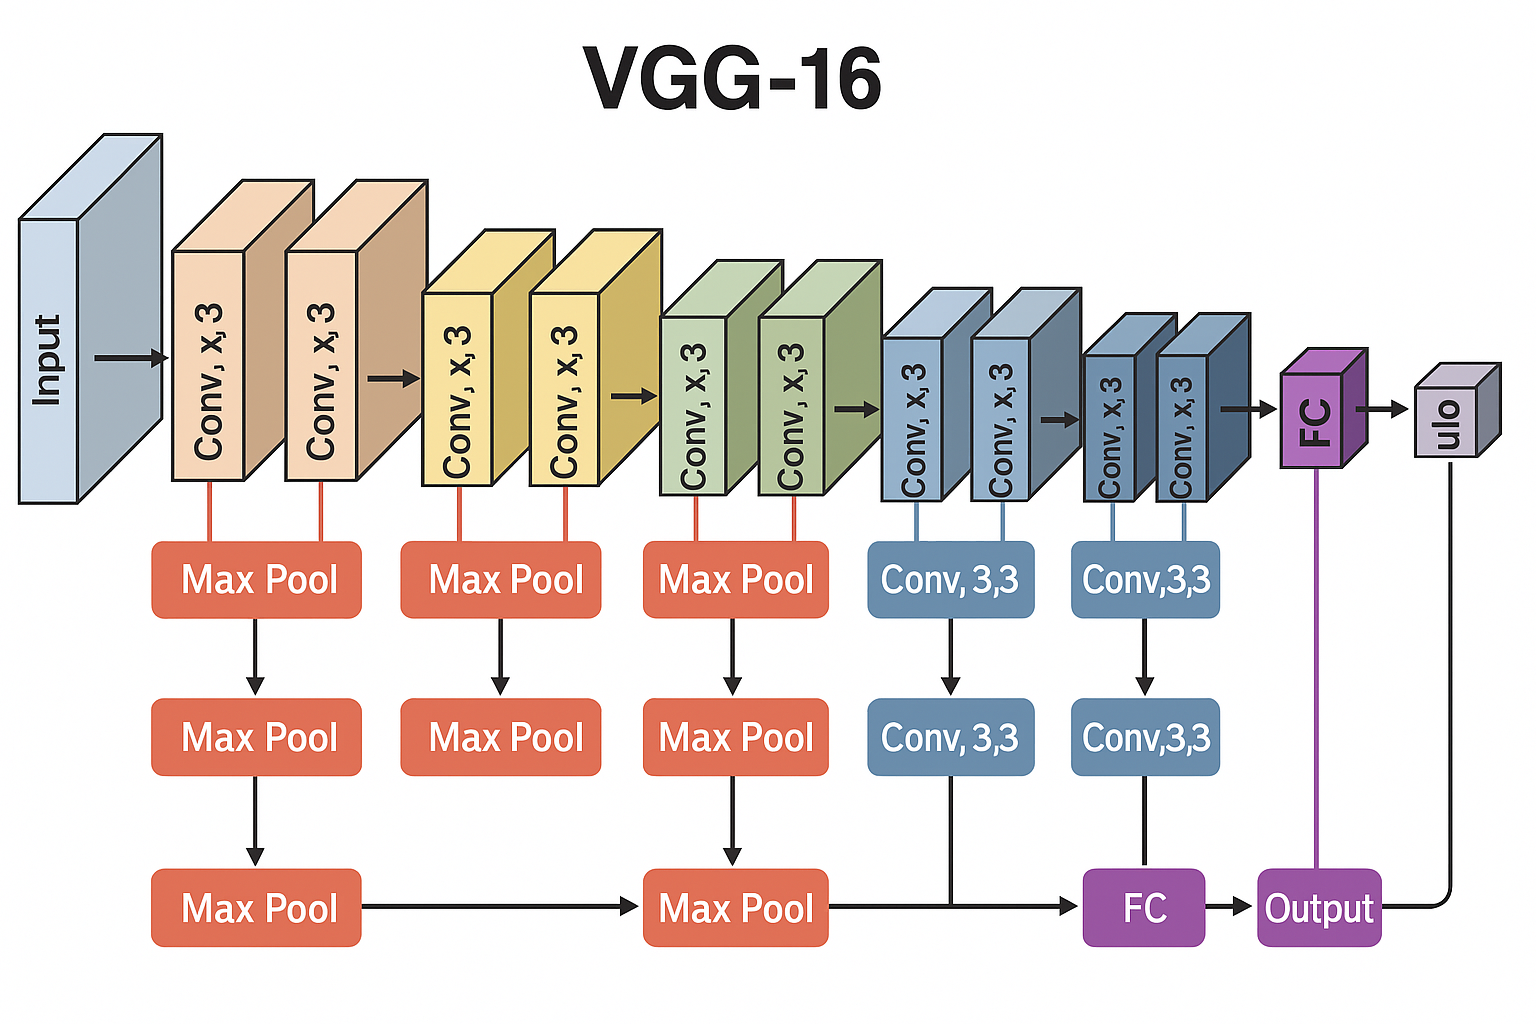 VGG-16
Input
Conv, x, 3
Conv, x, 3
Conv, x, 3
Conv, x, 3
Conv, x, 3
Conv, x, 3
Conv, x, 3
Conv, x, 3
Conv, x, 3
Conv, x, 3
FC
ulo
Max Pool
Max Pool
Max Pool
Conv, 3,3
Conv,3,3
Max Pool
Max Pool
Max Pool
Conv, 3,3
Conv,3,3
Max Pool
Max Pool
FC
Output